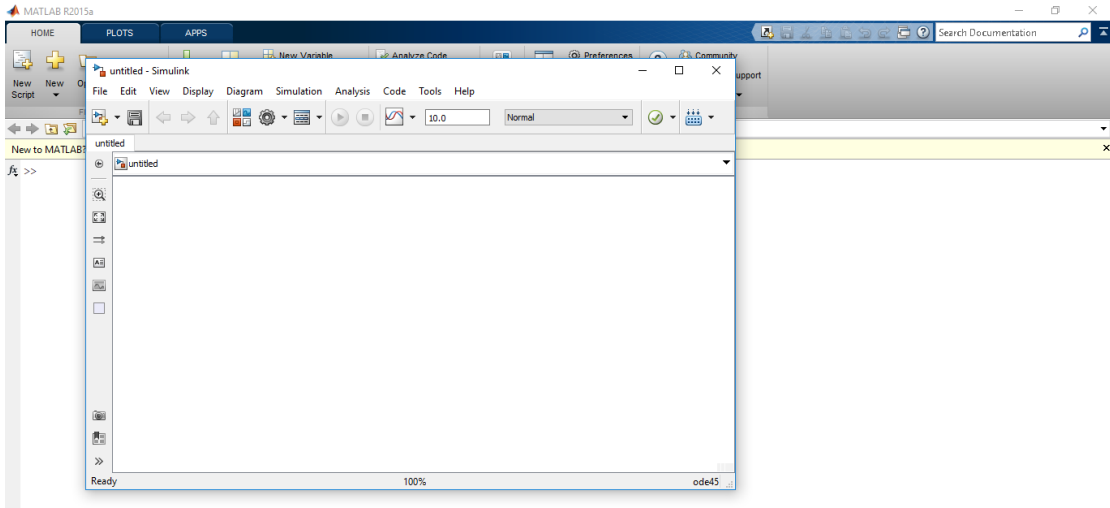 MATLAB R2015a
HOME PLOTS APPS
Search Documentation
New Variable Analyze Code Preferences Community
New Script New
untitled - Simulink
File Edit View Display Diagram Simulation Analysis Code Tools Help
10.0 Normal
untitled
untitled
New to MATLAB?
fx >>
Ready 100% ode45